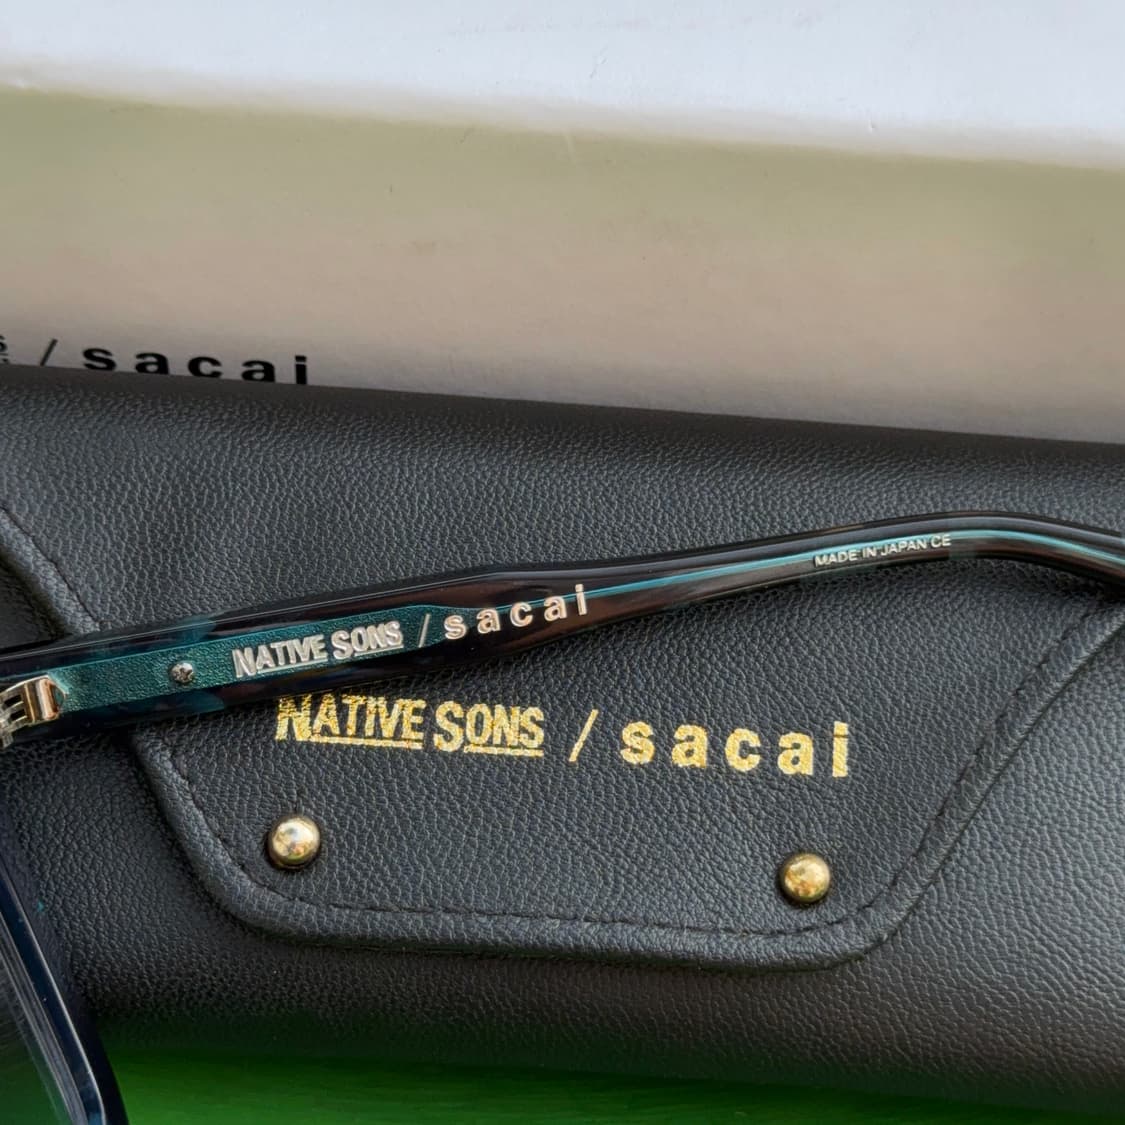 / sacai
NATIVE SONS / sacai
MADE IN JAPAN CE
NATIVE SONS / sacai